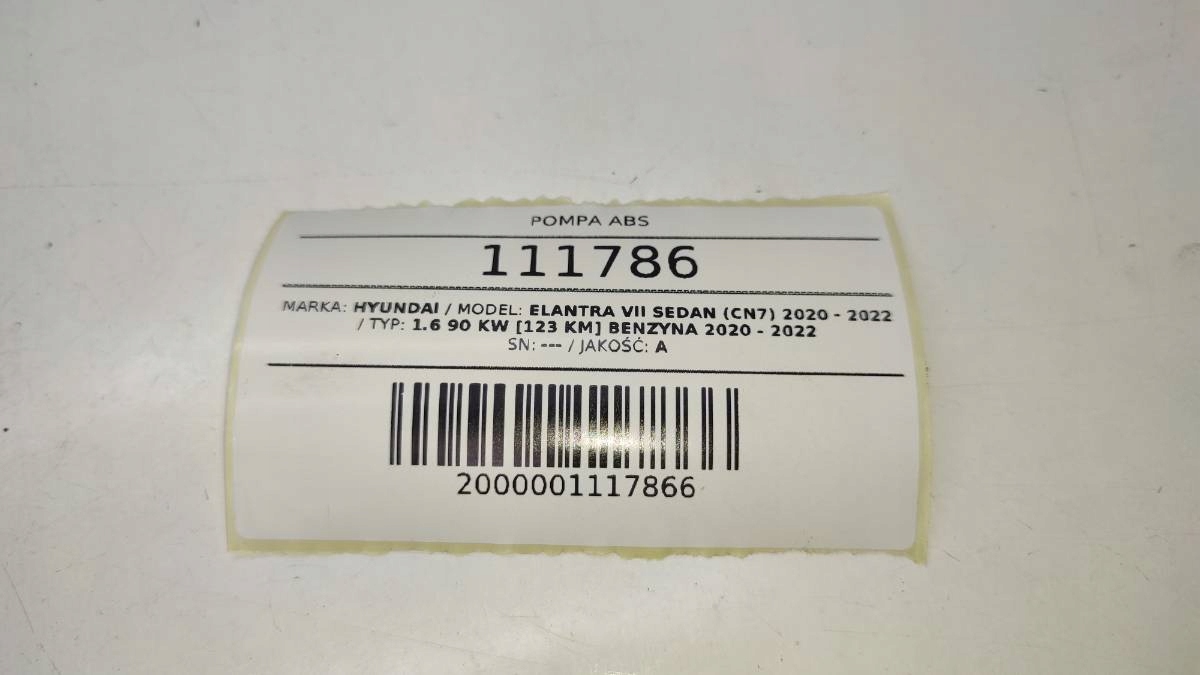 POMPA ABS
111786
MARKA: HYUNDAI / MODEL: ELANTRA VII SEDAN (CN7) 2020 - 2022
/ TYP: 1.6 90 KW [123 KM] BENZYNA 2020 - 2022
SN: --- / JAKOŚĆ: A
2000001117866